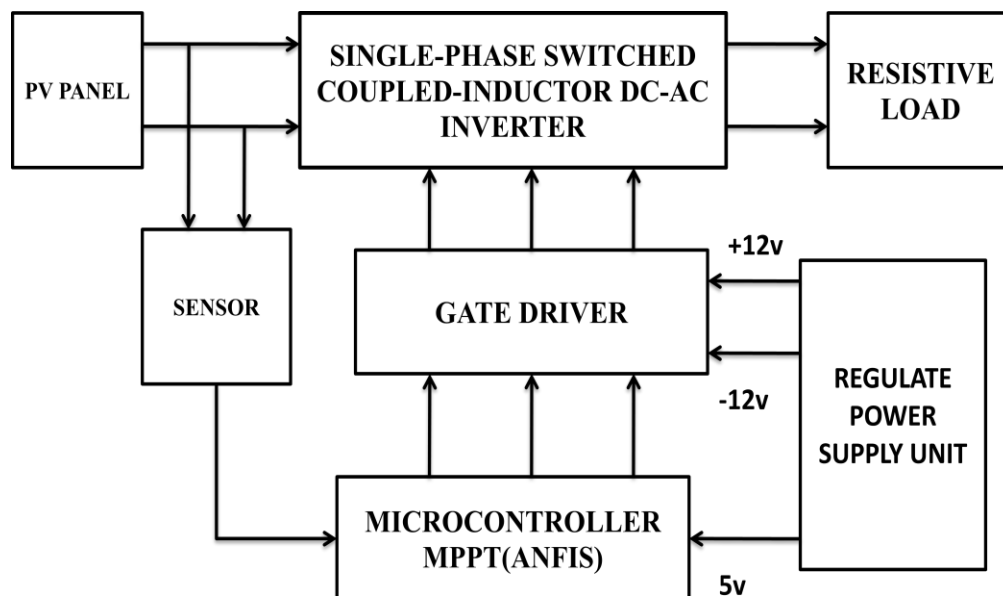 PV PANEL
SINGLE-PHASE SWITCHED
COUPLED-INDUCTOR DC-AC
INVERTER
RESISTIVE
LOAD
SENSOR
GATE DRIVER
+12v
-12v
REGULATE
POWER
SUPPLY UNIT
MICROCONTROLLER
MPPT(ANFIS)
5v